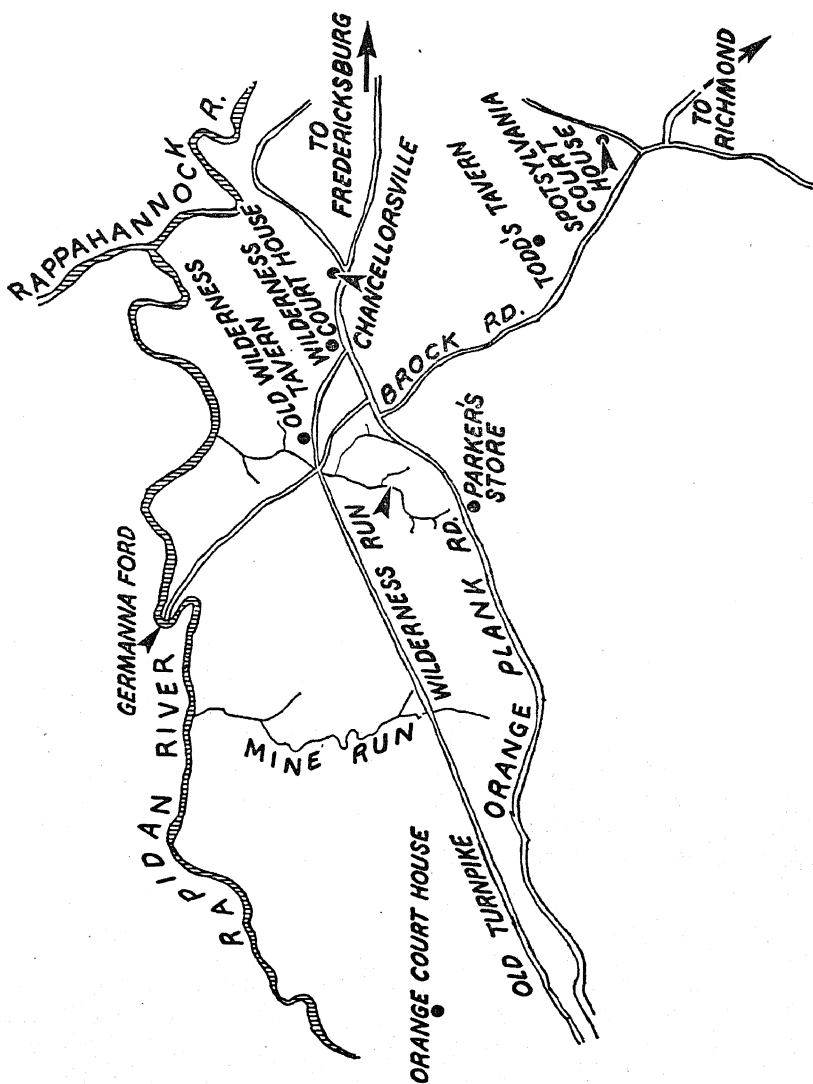 RAPPAHANNOCK R.
TO
FREDERICKSBURG
TO
RICHMOND
SPOTSYLVANIA
COURT
HOUSE
TODD'S TAVERN
CHANCELLORSVILLE
WILDERNESS
COURT HOUSE
OLD WILDERNESS
TAVERN
BROCK RD.
PARKER'S
STORE
GERMANNA FORD
WILDERNESS RUN
ORANGE PLANK RD.
RAPIDAN RIVER
MINE RUN
OLD TURNPIKE
ORANGE COURT HOUSE